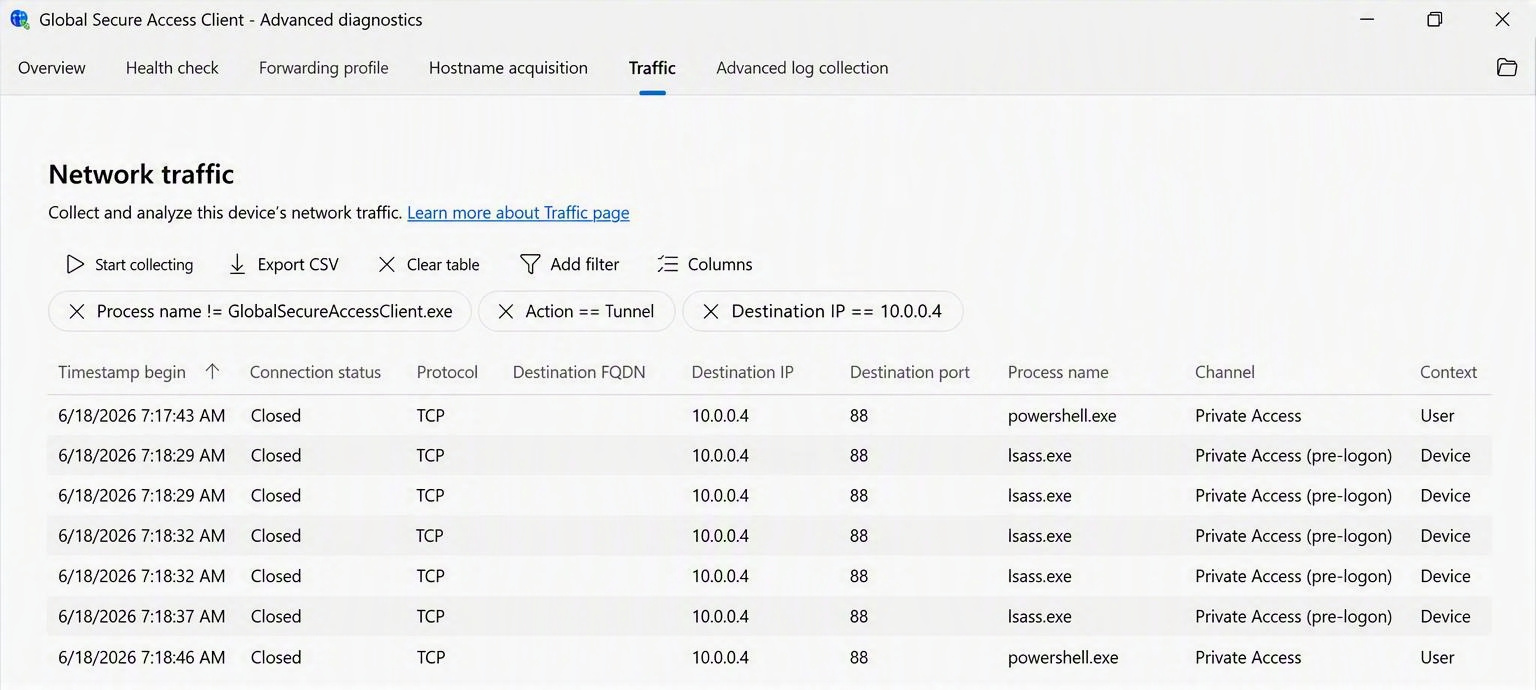 Global Secure Access Client - Advanced diagnostics
Overview Health check Forwarding profile Hostname acquisition Traffic Advanced log collection
Network traffic
Collect and analyze this device's network traffic. Learn more about Traffic page
Start collecting Export CSV Clear table Add filter Columns
Process name != GlobalSecureAccessClient.exe Action == Tunnel Destination IP == 10.0.0.4
Timestamp begin Connection status Protocol Destination FQDN Destination IP Destination port Process name Channel Context
6/18/2026 7:17:43 AM Closed TCP 10.0.0.4 88 powershell.exe Private Access User
6/18/2026 7:18:29 AM Closed TCP 10.0.0.4 88 lsass.exe Private Access (pre-logon) Device
6/18/2026 7:18:29 AM Closed TCP 10.0.0.4 88 lsass.exe Private Access (pre-logon) Device
6/18/2026 7:18:32 AM Closed TCP 10.0.0.4 88 lsass.exe Private Access (pre-logon) Device
6/18/2026 7:18:32 AM Closed TCP 10.0.0.4 88 lsass.exe Private Access (pre-logon) Device
6/18/2026 7:18:37 AM Closed TCP 10.0.0.4 88 lsass.exe Private Access (pre-logon) Device
6/18/2026 7:18:46 AM Closed TCP 10.0.0.4 88 powershell.exe Private Access User